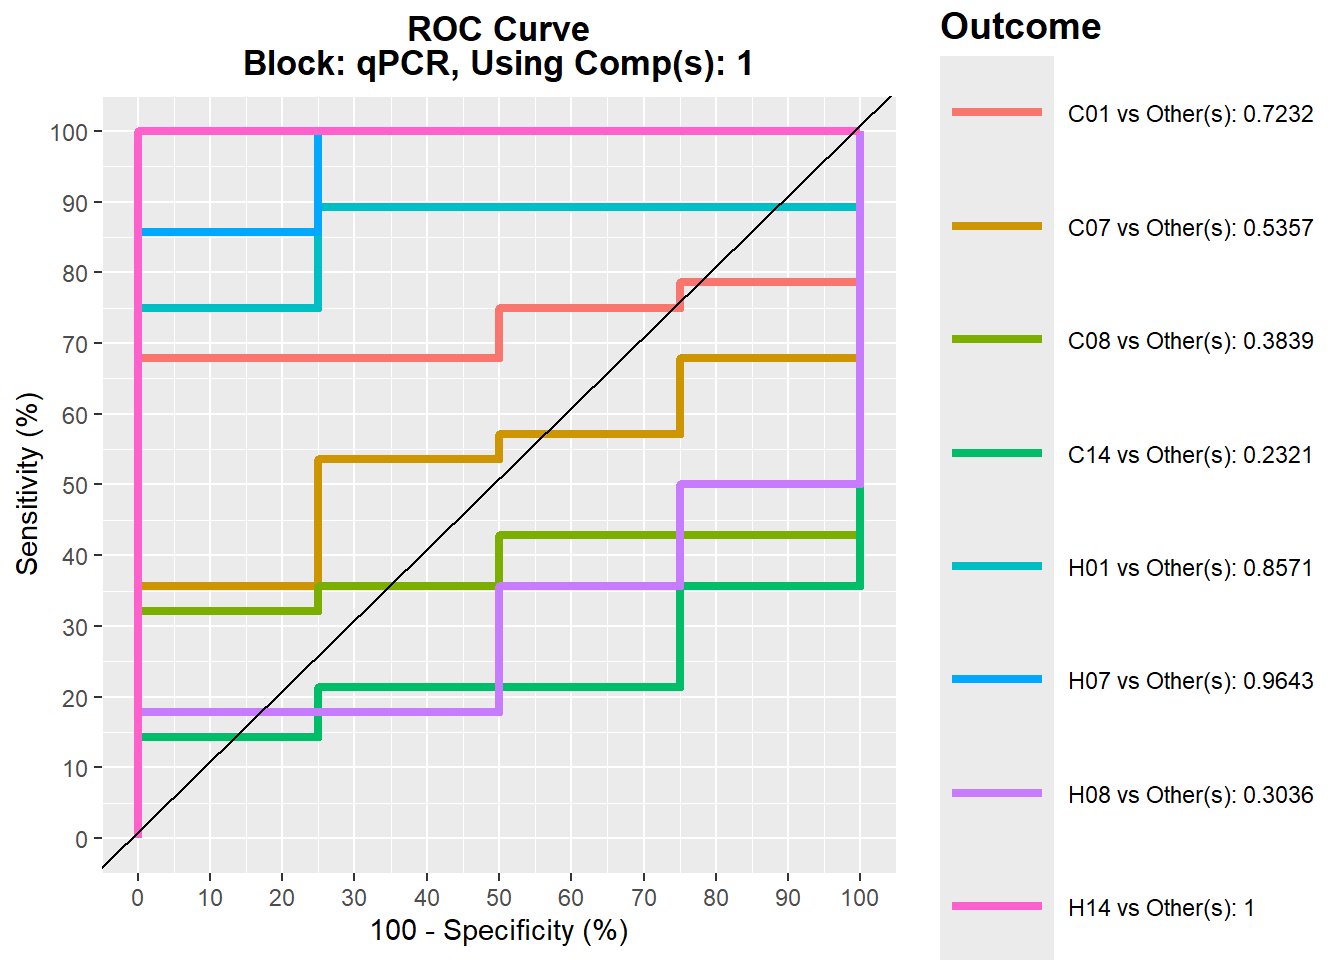 ROC Curve
Block: qPCR, Using Comp(s): 1
Outcome
C01 vs Other(s): 0.7232
C07 vs Other(s): 0.5357
C08 vs Other(s): 0.3839
C14 vs Other(s): 0.2321
H01 vs Other(s): 0.8571
H07 vs Other(s): 0.9643
H08 vs Other(s): 0.3036
H14 vs Other(s): 1
Sensitivity (%)
100
90
80
70
60
50
40
30
20
10
0
0 10 20 30 40 50 60 70 80 90 100
100 - Specificity (%)